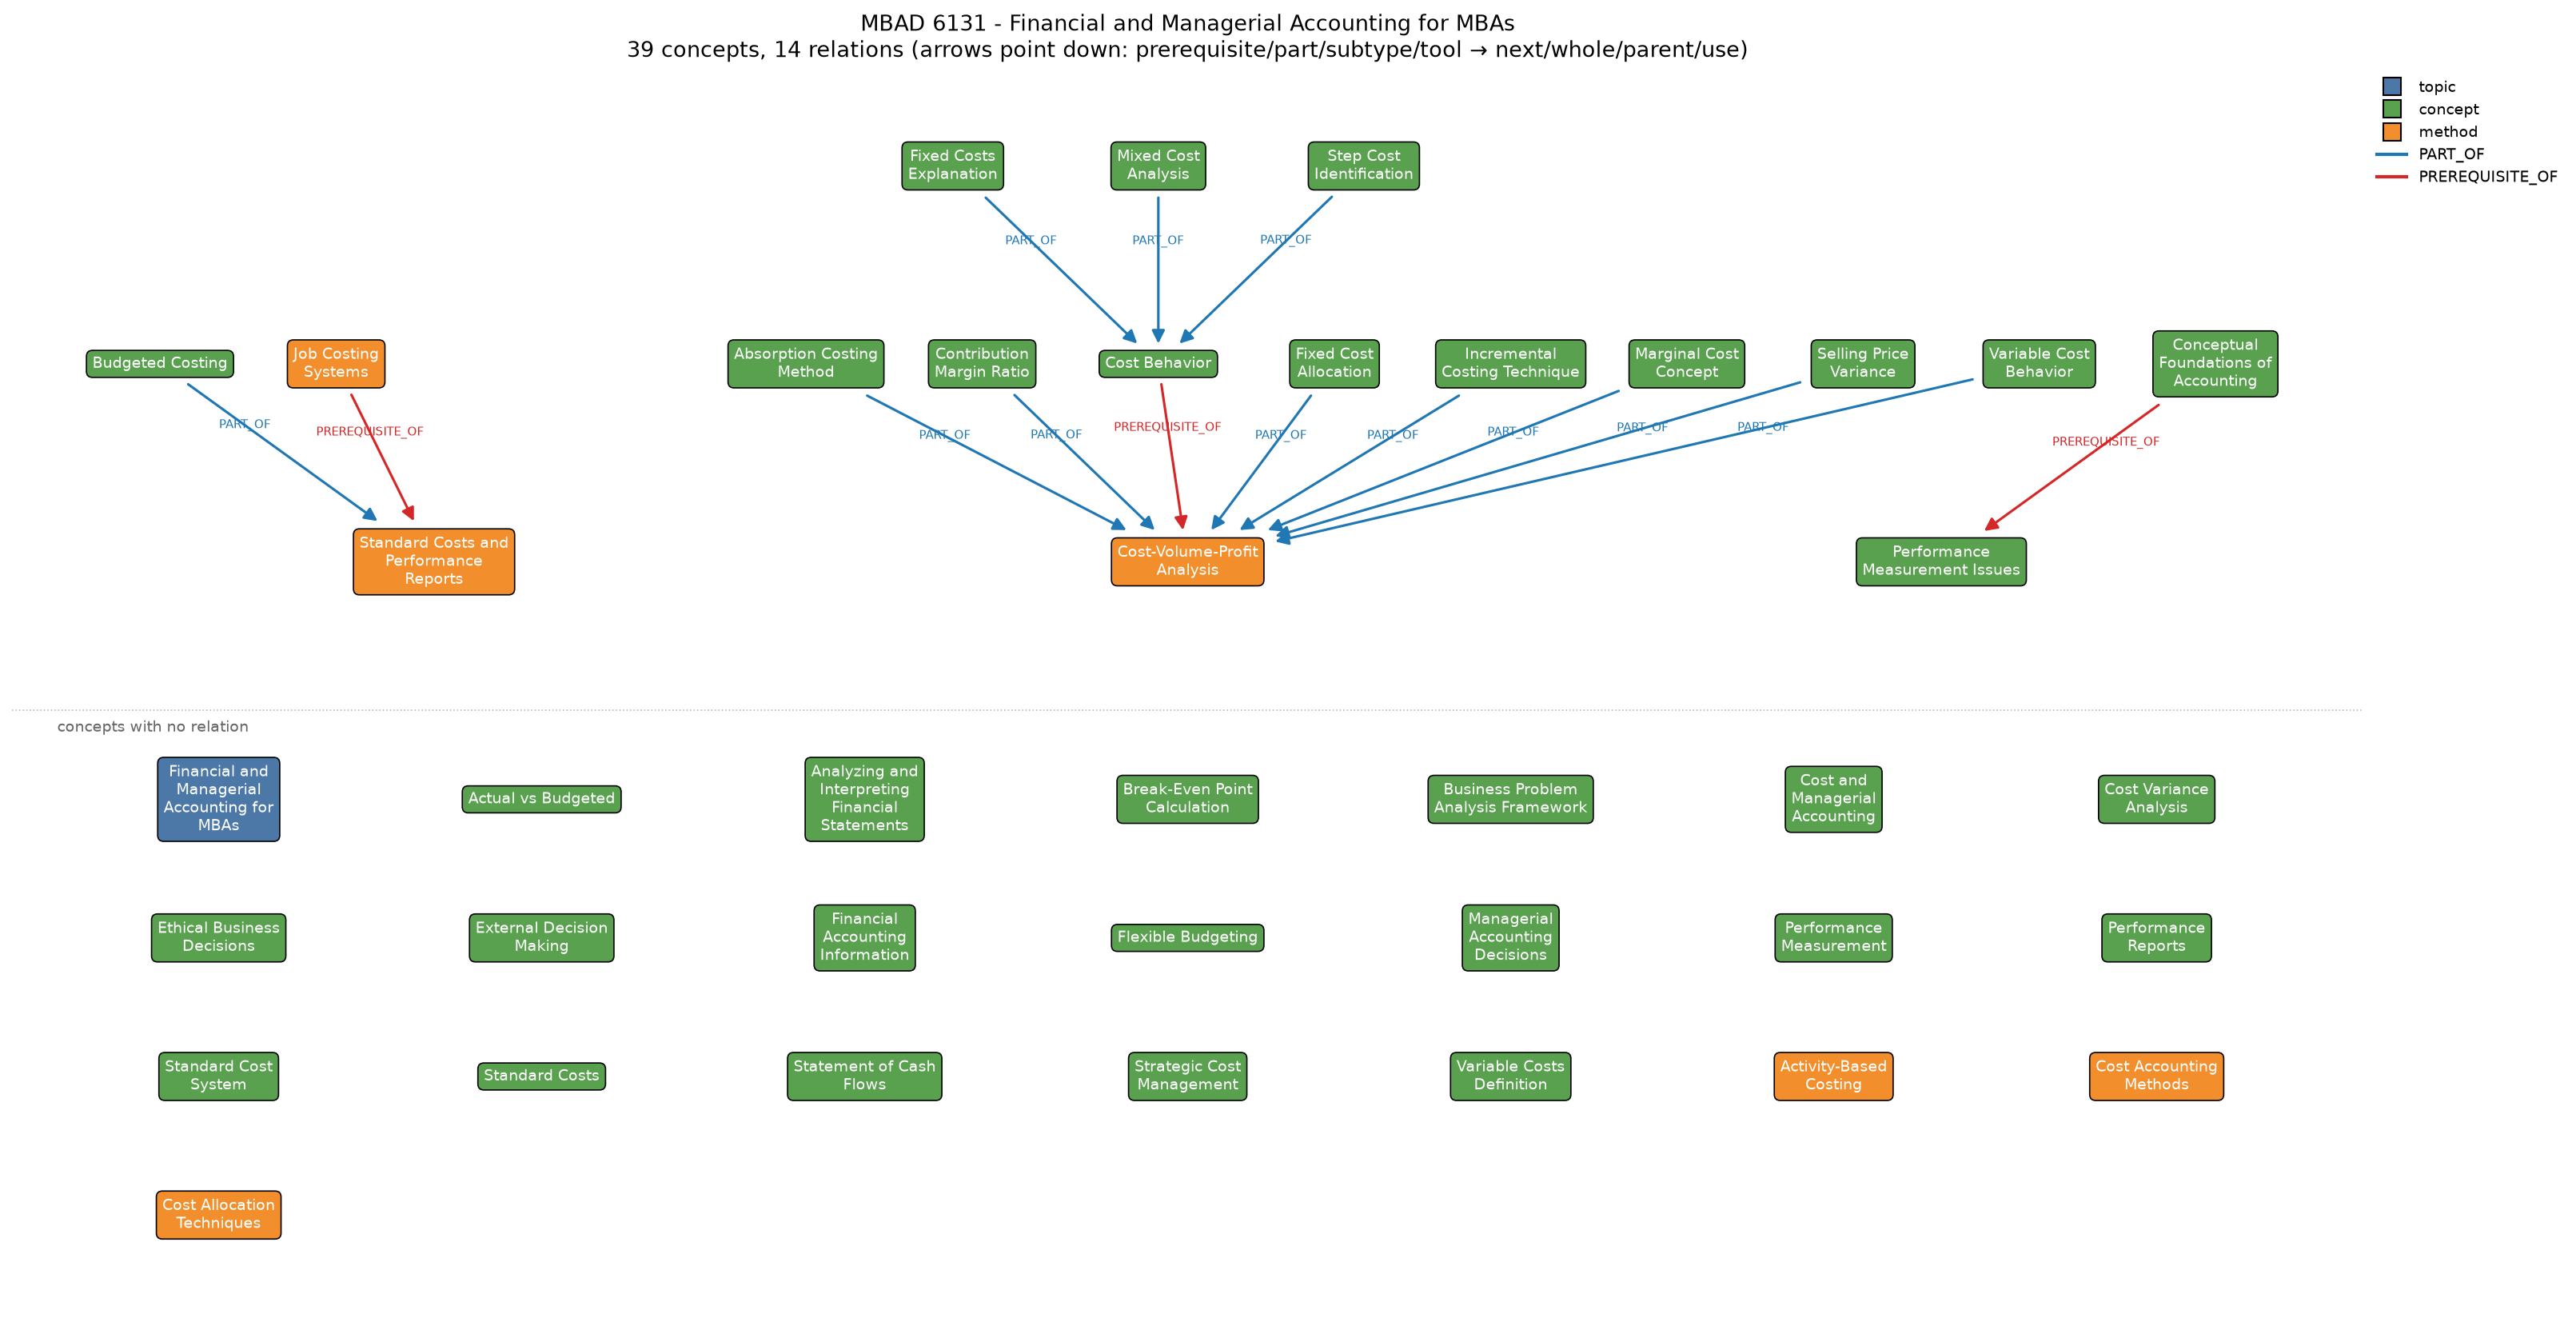 MBAD 6131 - Financial and Managerial Accounting for MBAs
39 concepts, 14 relations (arrows point down: prerequisite/part/subtype/tool → next/whole/parent/use)
topic
concept
method
PART_OF
PREREQUISITE_OF
Fixed Costs
Explanation
Mixed Cost
Analysis
Step Cost
Identification
PART_OF
PART_OF
PART_OF
Budgeted Costing
Job Costing
Systems
Absorption Costing
Method
Contribution
Margin Ratio
Cost Behavior
Fixed Cost
Allocation
Incremental
Costing Technique
Marginal Cost
Concept
Selling Price
Variance
Variable Cost
Behavior
Conceptual
Foundations of
Accounting
PART_OF
PREREQUISITE_OF
PART_OF
PART_OF
PREREQUISITE_OF
PART_OF
PART_OF
PART_OF
PART_OF
PART_OF
PREREQUISITE_OF
Standard Costs and
Performance
Reports
Cost-Volume-Profit
Analysis
Performance
Measurement Issues
concepts with no relation
Financial and
Managerial
Accounting for
MBAs
Actual vs Budgeted
Analyzing and
Interpreting
Financial
Statements
Break-Even Point
Calculation
Business Problem
Analysis Framework
Cost and
Managerial
Accounting
Cost Variance
Analysis
Ethical Business
Decisions
External Decision
Making
Financial
Accounting
Information
Flexible Budgeting
Managerial
Accounting
Decisions
Performance
Measurement
Performance
Reports
Standard Cost
System
Standard Costs
Statement of Cash
Flows
Strategic Cost
Management
Variable Costs
Definition
Activity-Based
Costing
Cost Accounting
Methods
Cost Allocation
Techniques